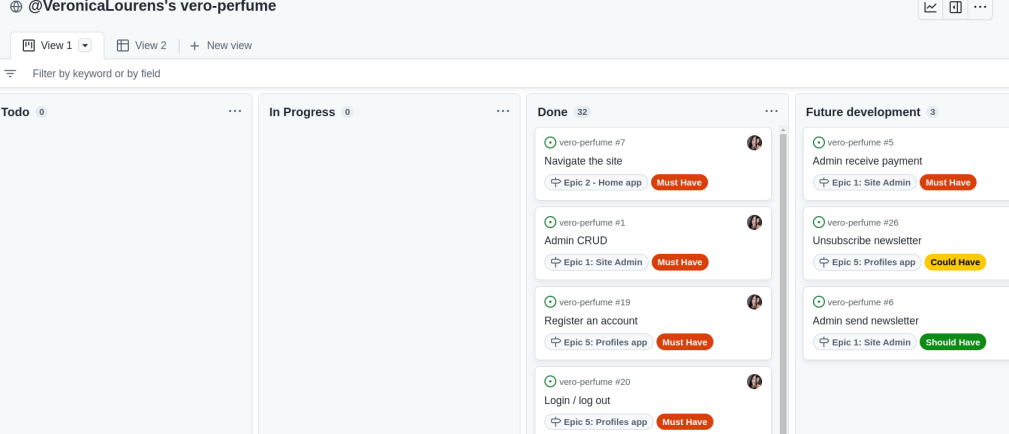 @VeronicaLourens's vero-perfume
View 1
View 2
New view
Filter by keyword or by field
Todo 0
In Progress 0
Done 32
vero-perfume #7
Navigate the site
Epic 2 - Home app
Must Have
vero-perfume #1
Admin CRUD
Epic 1: Site Admin
Must Have
vero-perfume #19
Register an account
Epic 5: Profiles app
Must Have
vero-perfume #20
Login / log out
Epic 5: Profiles app
Must Have
Future development 3
vero-perfume #5
Admin receive payment
Epic 1: Site Admin
Must Have
vero-perfume #26
Unsubscribe newsletter
Epic 5: Profiles app
Could Have
vero-perfume #6
Admin send newsletter
Epic 1: Site Admin
Should Have